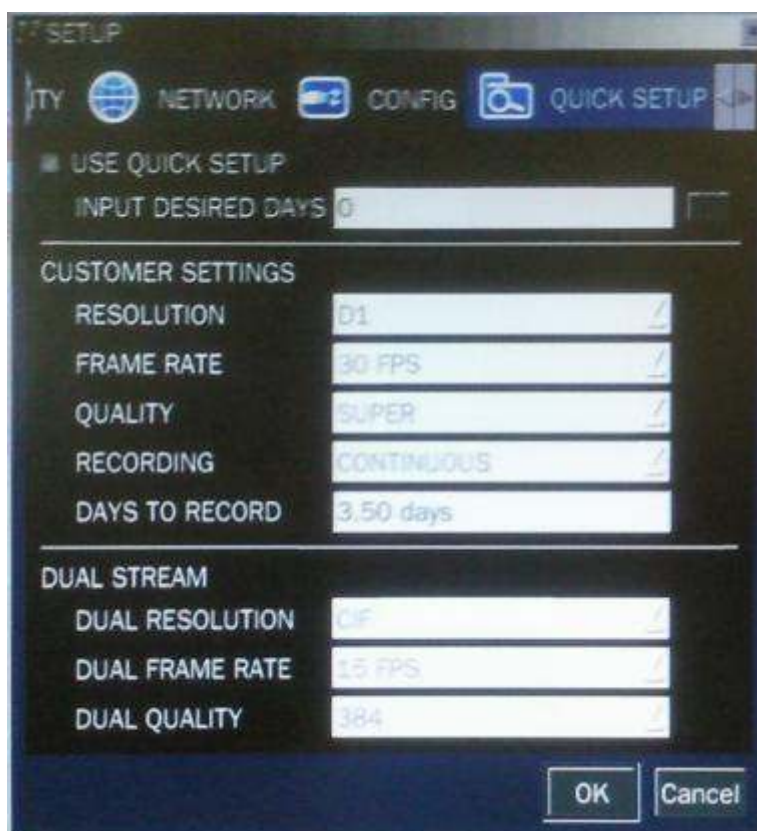 SETUP
ITY NETWORK CONFIG QUICK SETUP
USE QUICK SETUP
INPUT DESIRED DAYS 0
CUSTOMER SETTINGS
RESOLUTION D1
FRAME RATE 30 FPS
QUALITY SUPER
RECORDING CONTINUOUS
DAYS TO RECORD 3.50 days
DUAL STREAM
DUAL RESOLUTION CIF
DUAL FRAME RATE 15 FPS
DUAL QUALITY 384
OK Cancel